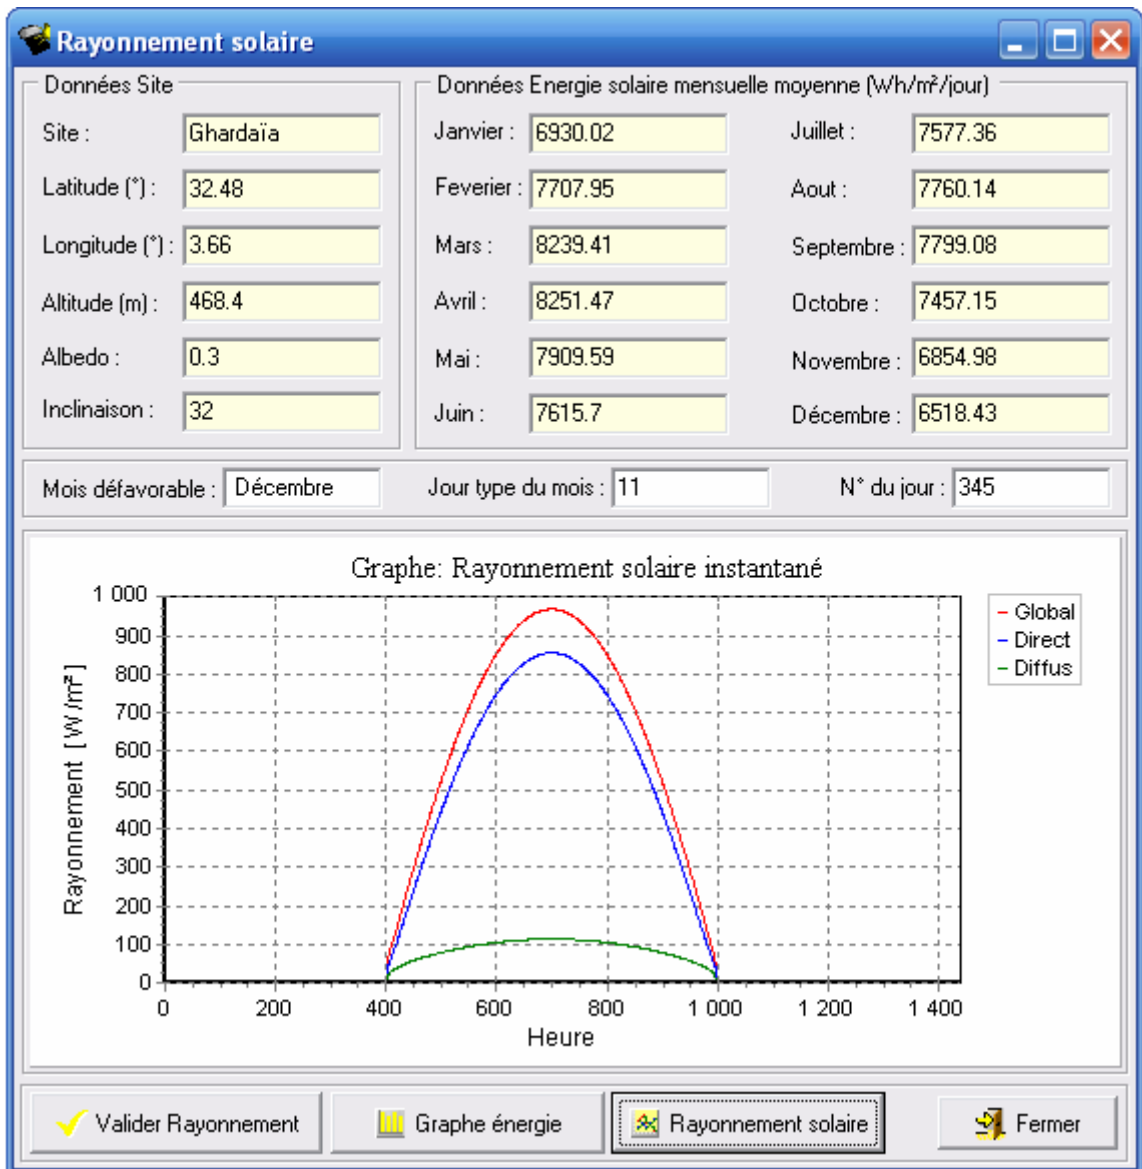 Rayonnement solaire
Données Site
Site : Ghardaïa
Latitude (°) : 32.48
Longitude (°) : 3.66
Altitude (m) : 468.4
Albedo : 0.3
Inclinaison : 32
Données Energie solaire mensuelle moyenne (Wh/m²/jour)
Janvier : 6930.02 Juillet : 7577.36
Feverier : 7707.95 Aout : 7760.14
Mars : 8239.41 Septembre : 7799.08
Avril : 8251.47 Octobre : 7457.15
Mai : 7909.59 Novembre : 6854.98
Juin : 7615.7 Décembre : 6518.43
Mois défavorable : Décembre Jour type du mois : 11 N° du jour : 345
Graphe: Rayonnement solaire instantané
1 000
900
800
700
600
500
400
300
200
100
0
Rayonnement [W/m²]
0 200 400 600 800 1 000 1 200 1 400
Heure
Global
Direct
Diffus
Valider Rayonnement Graphe énergie Rayonnement solaire Fermer